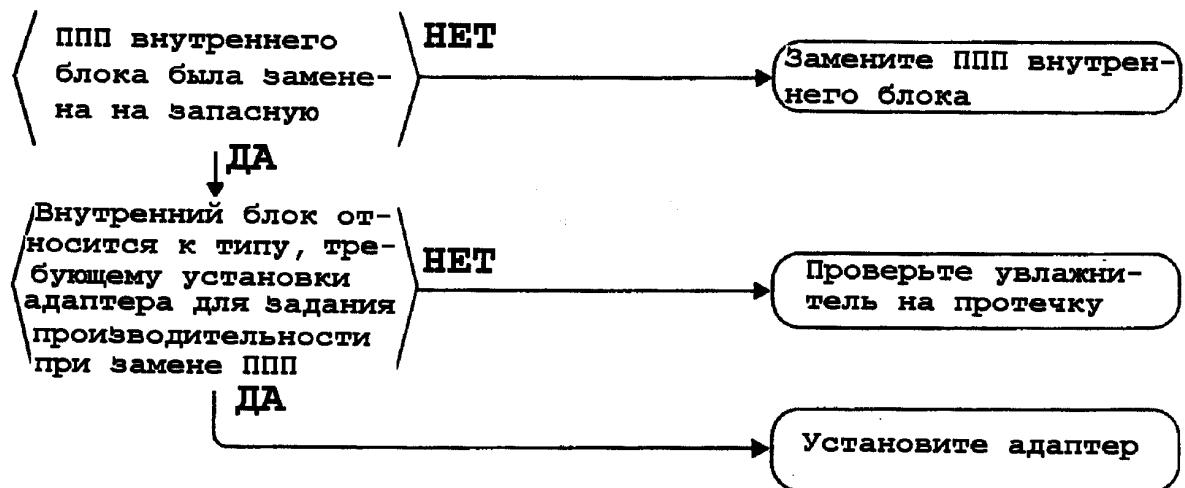 ППП внутреннего
блока была замене-
на на запасную
НЕТ
Замените ППП внутрен-
него блока
ДА
Внутренний блок от-
носится к типу, тре-
бующему установки
адаптера для задания
производительности
при замене ППП
НЕТ
Проверьте увлажни-
тель на протечку
ДА
Установите адаптер